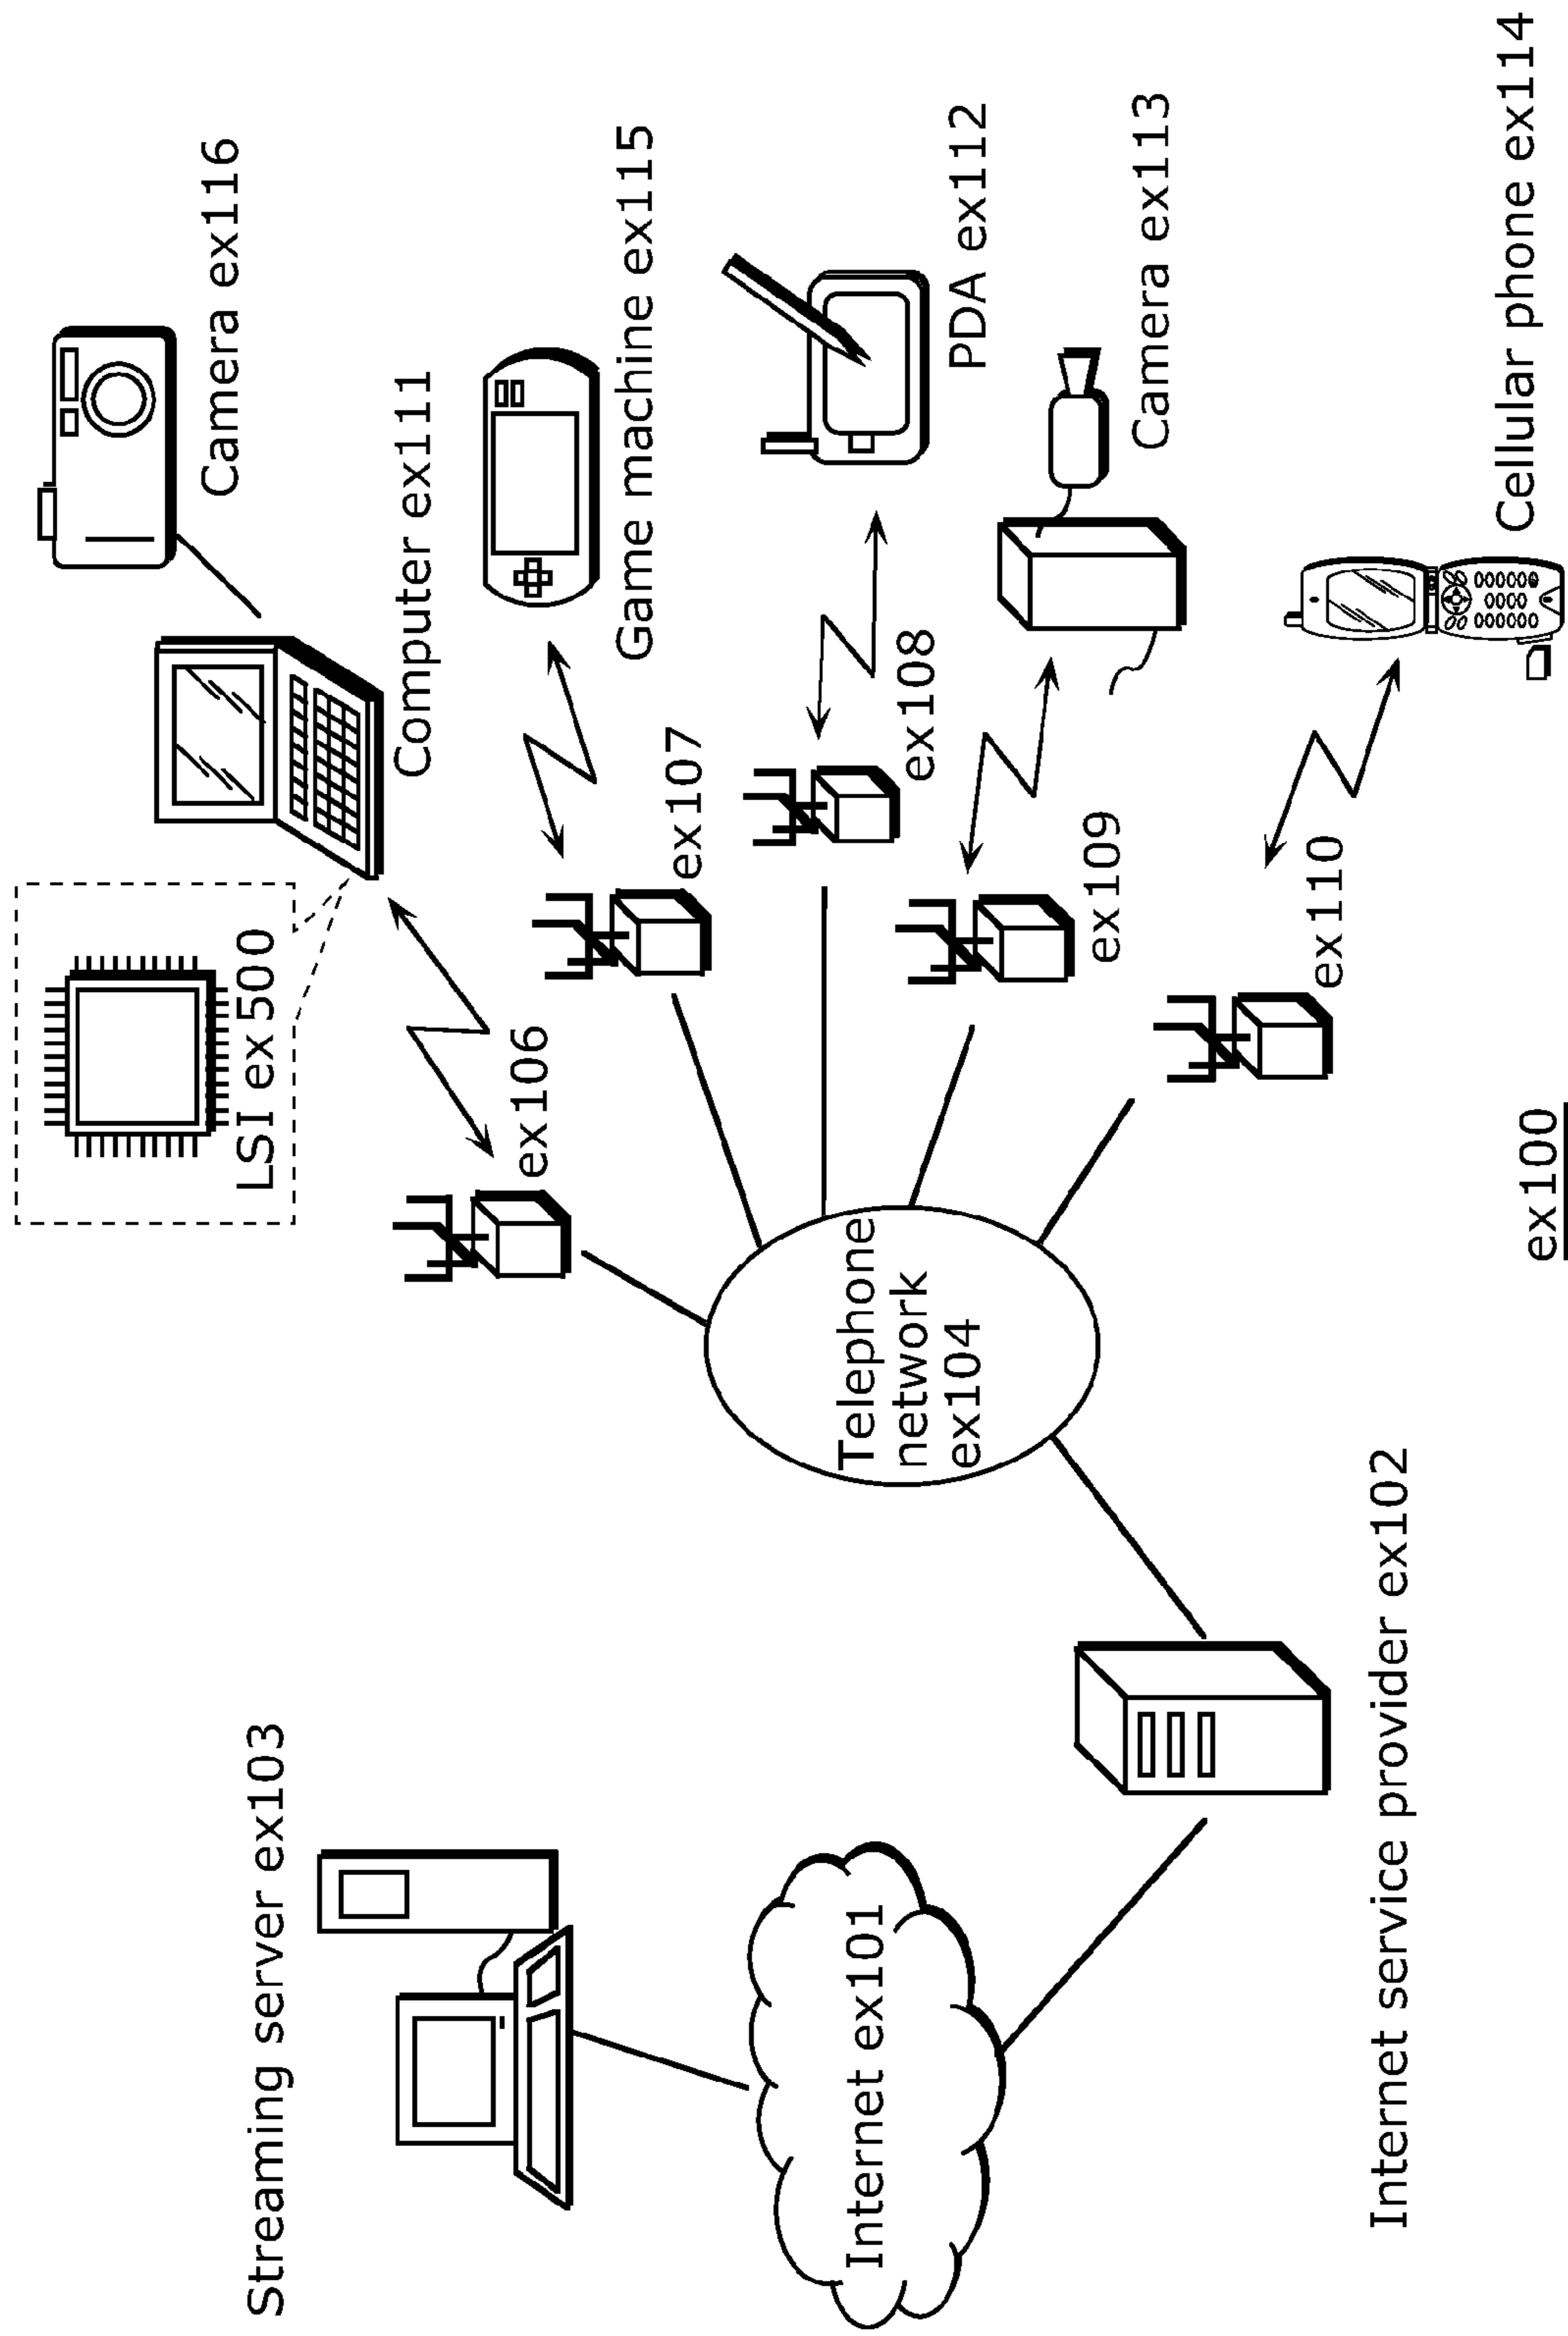 Streaming server ex103
Internet ex101
Internet service provider ex102
Telephone
network
ex104
LSI ex500
ex106
ex107
ex108
ex109
ex110
Camera ex116
Computer ex111
Game machine ex115
PDA ex112
Camera ex113
Cellular phone ex114
ex100